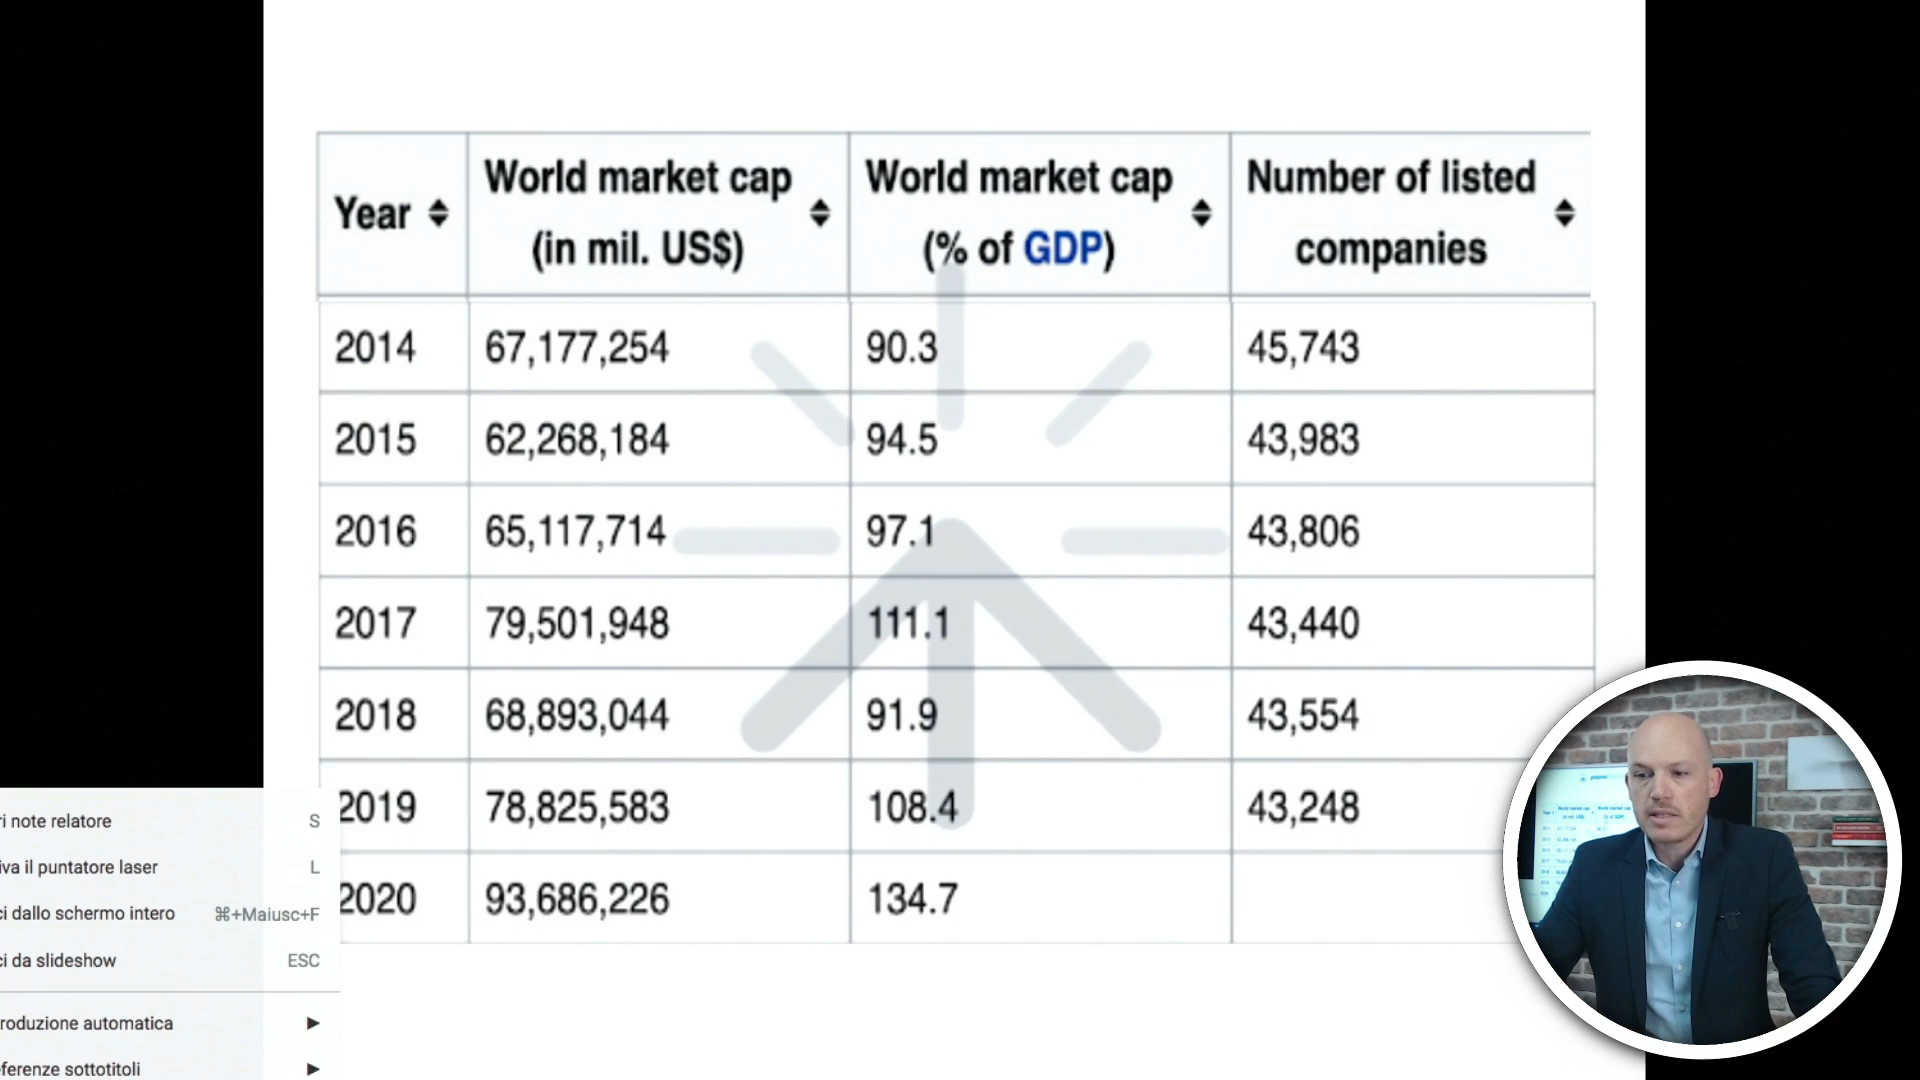 Year
World market cap
(in mil. US$)
World market cap
(% of GDP)
Number of listed
companies
2014 67,177,254 90.3 45,743
2015 62,268,184 94.5 43,983
2016 65,117,714 97.1 43,806
2017 79,501,948 111.1 43,440
2018 68,893,044 91.9 43,554
2019 78,825,583 108.4 43,248
2020 93,686,226 134.7
ri note relatore S
iva il puntatore laser L
ci dallo schermo intero ⌘+Maiusc+F
ci da slideshow ESC
roduzione automatica
eferenze sottotitoli